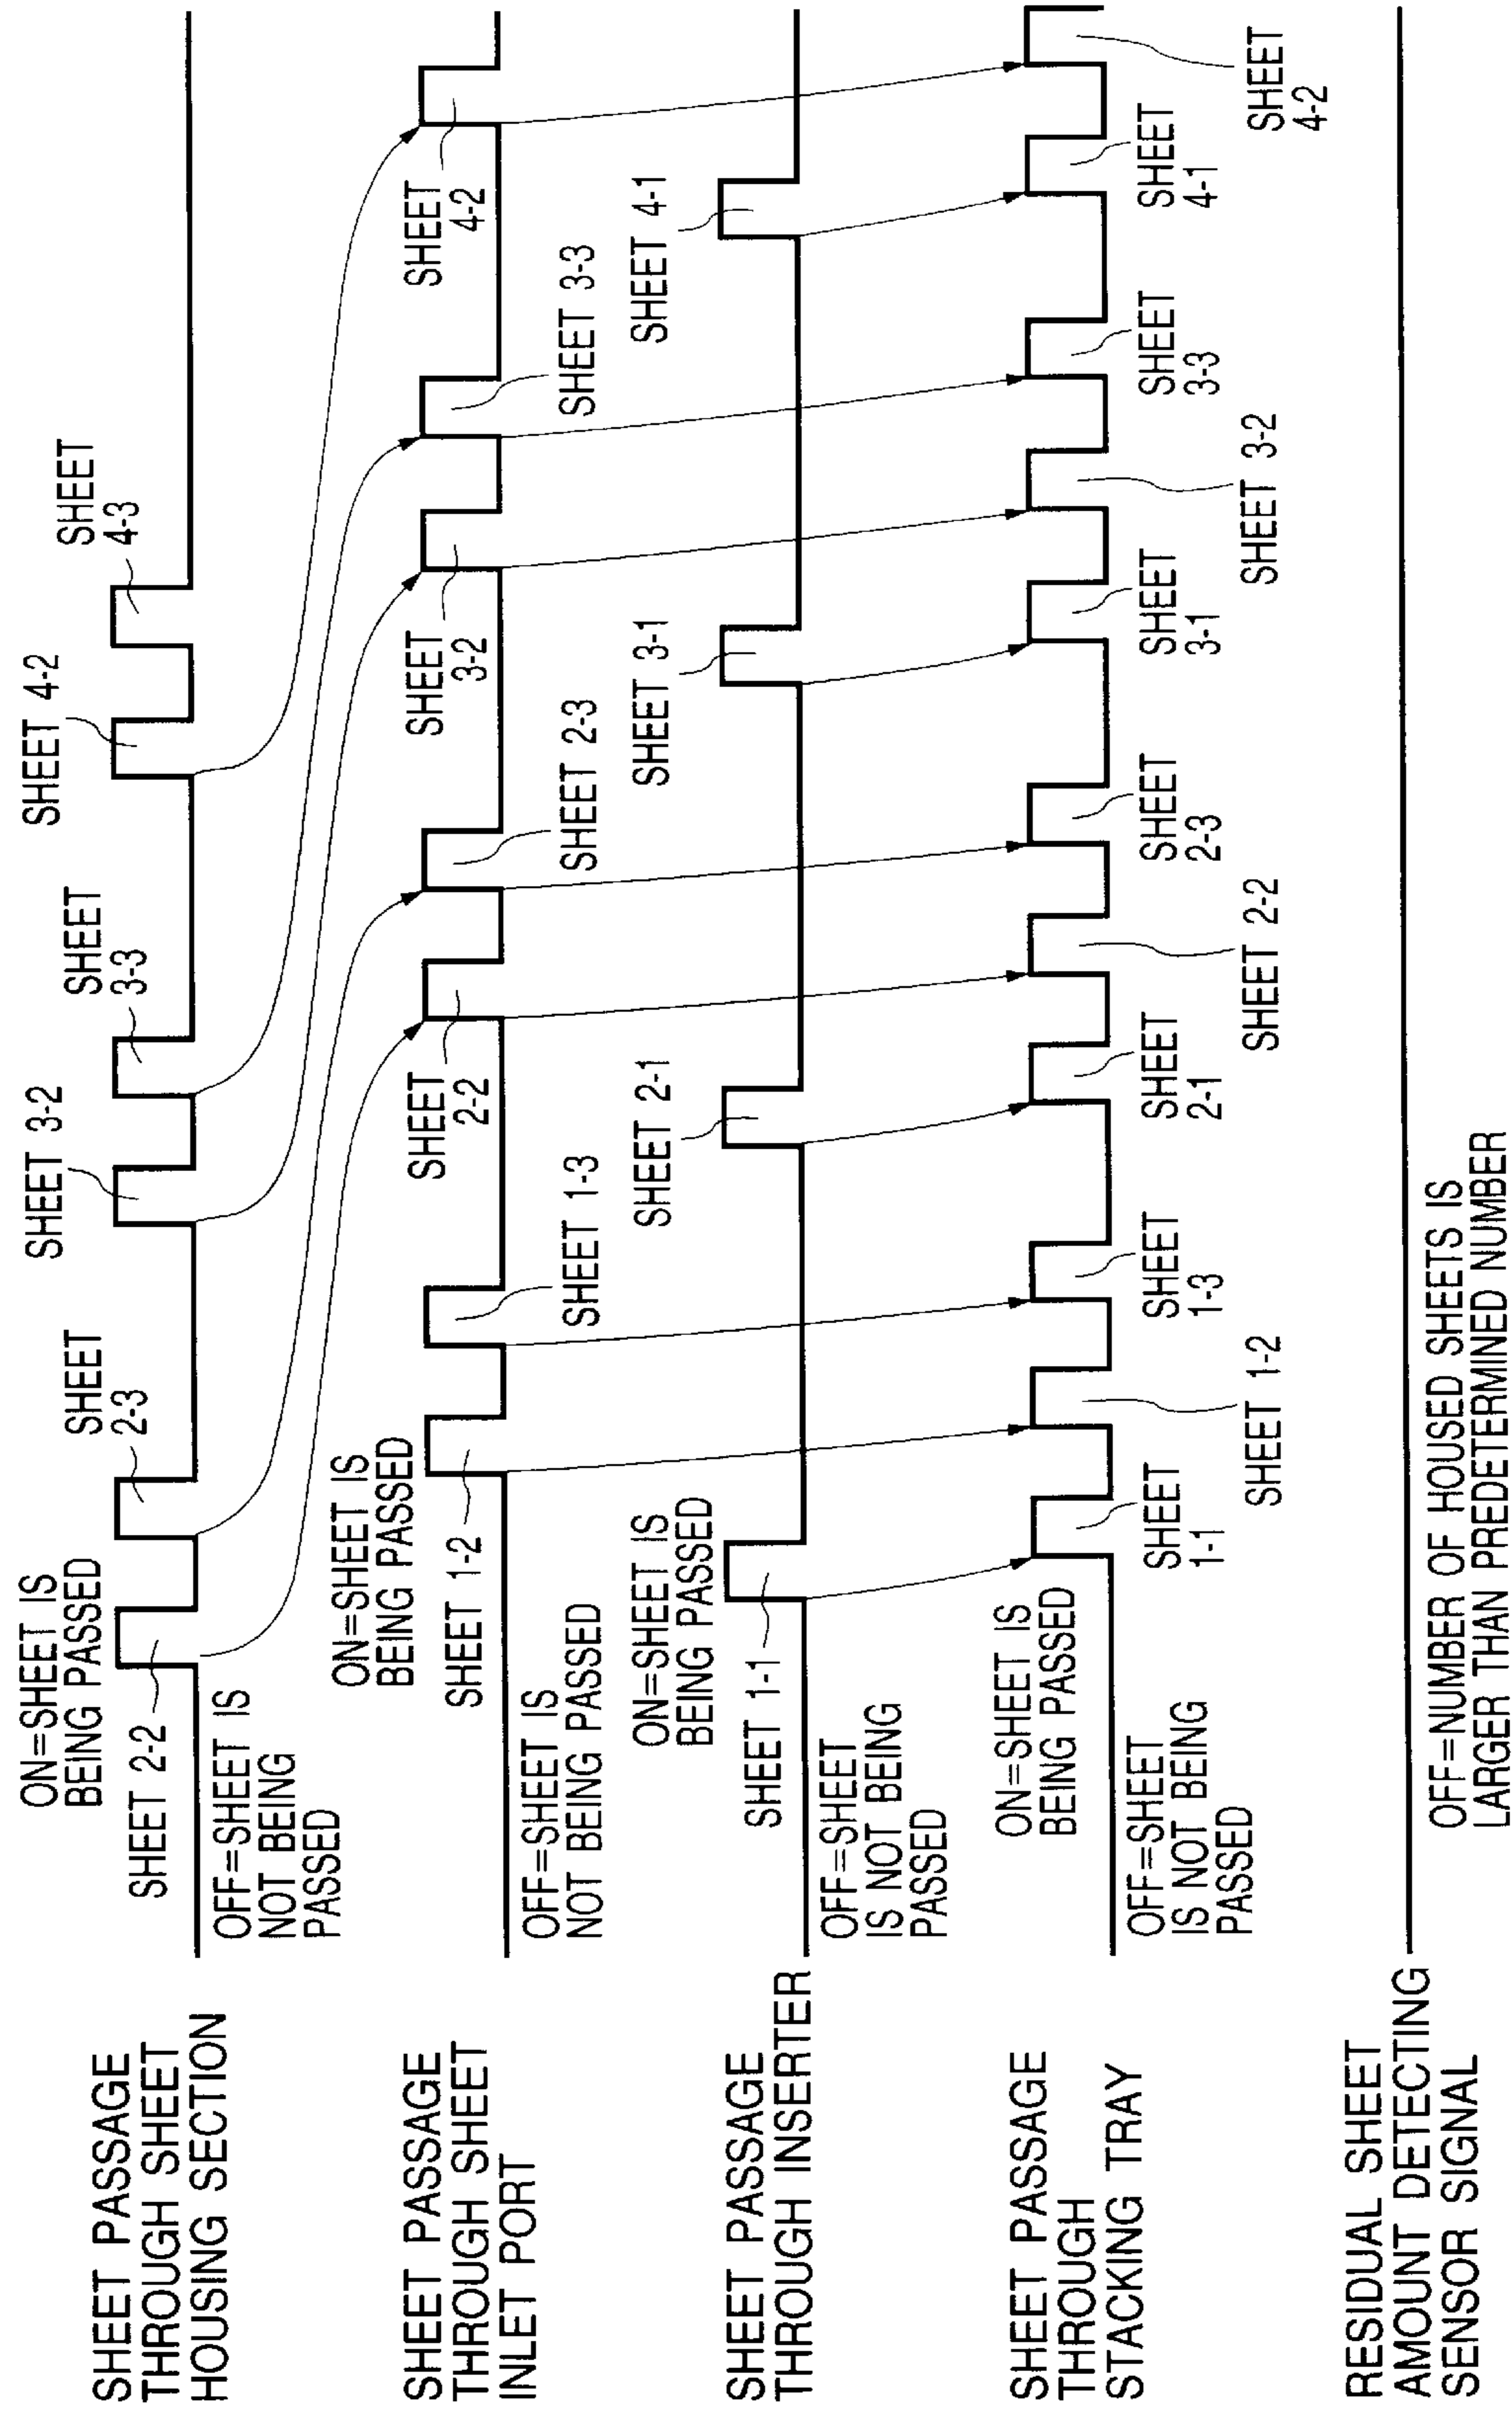 SHEET PASSAGE
THROUGH SHEET
HOUSING SECTION
ON=SHEET IS
BEING PASSED
SHEET 2-2
OFF=SHEET IS
NOT BEING
PASSED
SHEET
2-3
SHEET 3-2
SHEET
3-3
SHEET 4-2
SHEET
4-3
SHEET PASSAGE
THROUGH SHEET
INLET PORT
ON=SHEET IS
BEING PASSED
SHEET 1-2
OFF=SHEET IS
NOT BEING PASSED
SHEET 1-3
SHEET
2-2
SHEET 2-3
SHEET
3-2
SHEET 3-3
SHEET
4-2
SHEET PASSAGE
THROUGH INSERTER
ON=SHEET IS
BEING PASSED
SHEET 1-1
OFF=SHEET
IS NOT BEING
PASSED
SHEET 2-1
SHEET 3-1
SHEET 4-1
SHEET PASSAGE
THROUGH
STACKING TRAY
ON=SHEET IS
BEING PASSED
OFF=SHEET
IS NOT BEING
PASSED
SHEET
1-1
SHEET 1-2
SHEET
1-3
SHEET
2-1
SHEET 2-2
SHEET
2-3
SHEET
3-1
SHEET 3-2
SHEET
3-3
SHEET
4-1
SHEET
4-2
RESIDUAL SHEET
AMOUNT DETECTING
SENSOR SIGNAL
OFF=NUMBER OF HOUSED SHEETS IS
LARGER THAN PREDETERMINED NUMBER